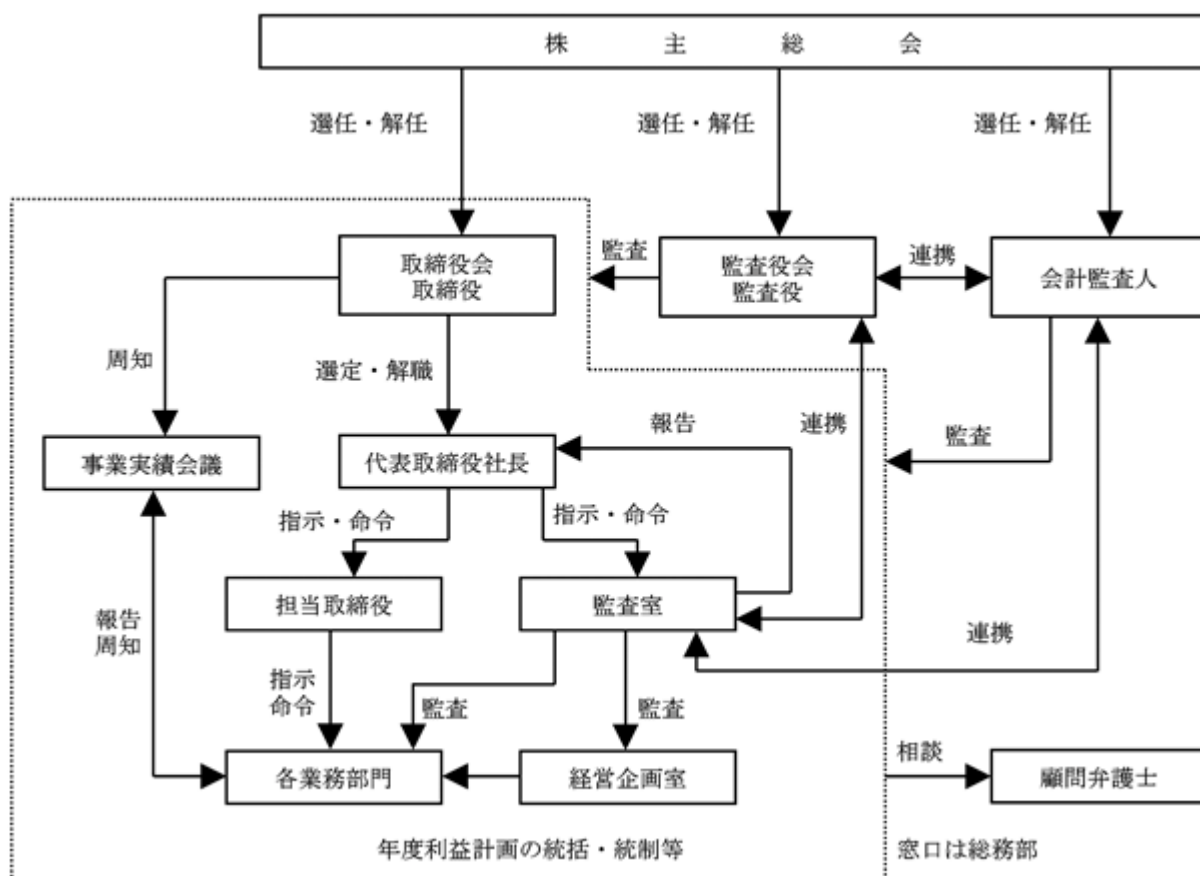 株主総会
選任・解任
選任・解任
選任・解任
取締役会
取締役
監査
監査役会
監査役
連携
会計監査人
周知
選定・解職
報告
連携
監査
事業実績会議
代表取締役社長
指示・命令
指示・命令
担当取締役
監査室
報告
周知
連携
指示
命令
監査
監査
相談
各業務部門
経営企画室
顧問弁護士
年度利益計画の統括・統制等
窓口は総務部